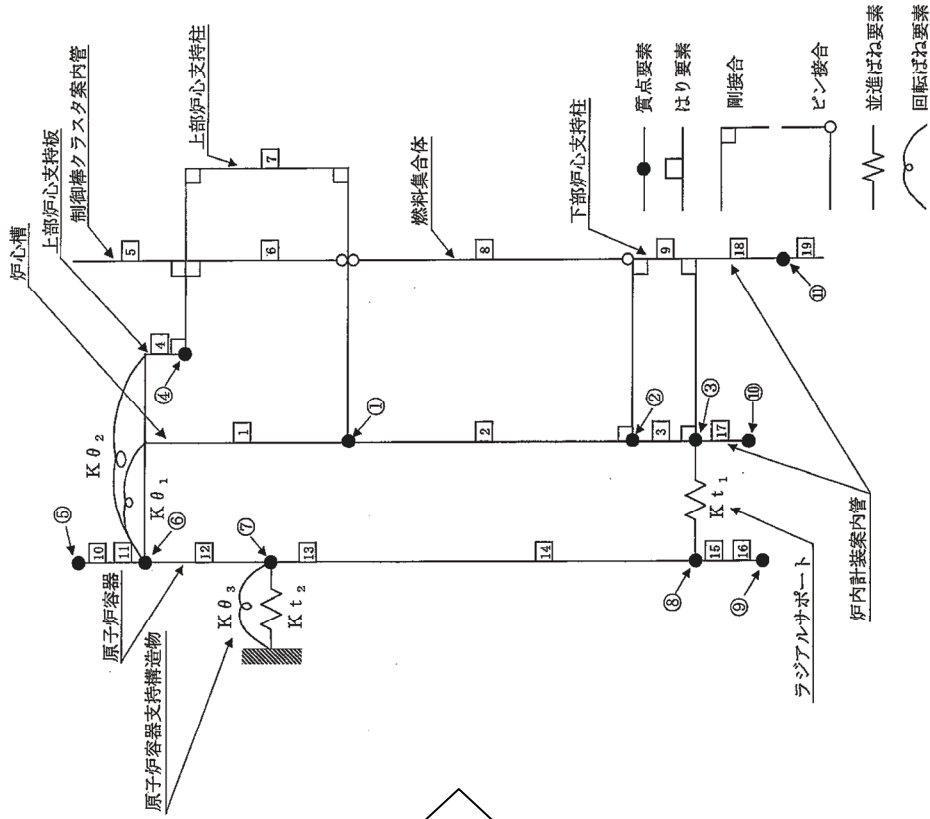 制御棒クラスタ案内管
上部炉心支持板
炉心槽
上部炉心支持柱
燃料集合体
下部炉心支持柱
原子炉容器
原子炉容器支持構造物
ラジアルサポート
炉内計装案内管
Kθ₂
Kθ₁
Kθ₃
Kt₂
Kt₁
①
②
③
④
⑤
⑥
⑦
⑧
⑨
⑩
⑪
1
2
3
4
5
6
7
8
9
10
11
12
13
14
15
16
17
18
19
質点要素
はり要素
剛接合
ピン接合
並進ばね要素
回転ばね要素